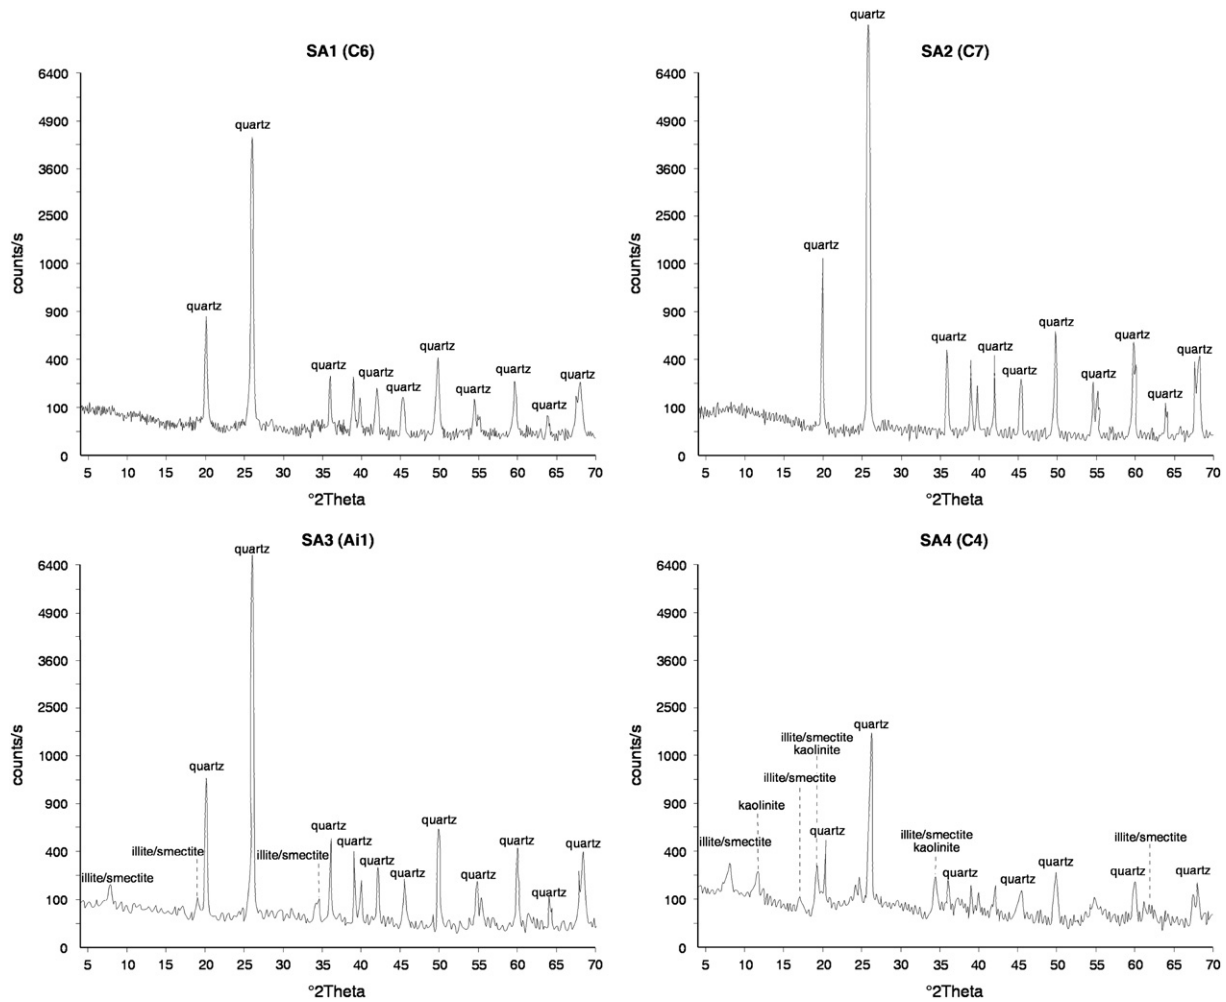 SA1 (C6)
6400
4900
3600
2500
1000
900
400
100
0
counts/s
quartz
quartz
quartz
quartz
quartz
quartz
quartz
quartz
quartz
quartz
5 10 15 20 25 30 35 40 45 50 55 60 65 70
°2Theta
SA2 (C7)
6400
4900
3600
2500
1000
900
400
100
0
counts/s
quartz
quartz
quartz
quartz
quartz
quartz
quartz
quartz
quartz
quartz
5 10 15 20 25 30 35 40 45 50 55 60 65 70
°2Theta
SA3 (Ai1)
6400
4900
3600
2500
1000
900
400
100
0
counts/s
quartz
quartz
illite/smectite
illite/smectite
illite/smectite
quartz
quartz
quartz
quartz
quartz
quartz
quartz
quartz
quartz
5 10 15 20 25 30 35 40 45 50 55 60 65 70
°2Theta
SA4 (C4)
6400
4900
3600
2500
1000
900
400
100
0
counts/s
quartz
illite/smectite
kaolinite
illite/smectite
kaolinite
illite/smectite
quartz
illite/smectite
kaolinite
quartz
quartz
quartz
illite/smectite
quartz
quartz
5 10 15 20 25 30 35 40 45 50 55 60 65 70
°2Theta